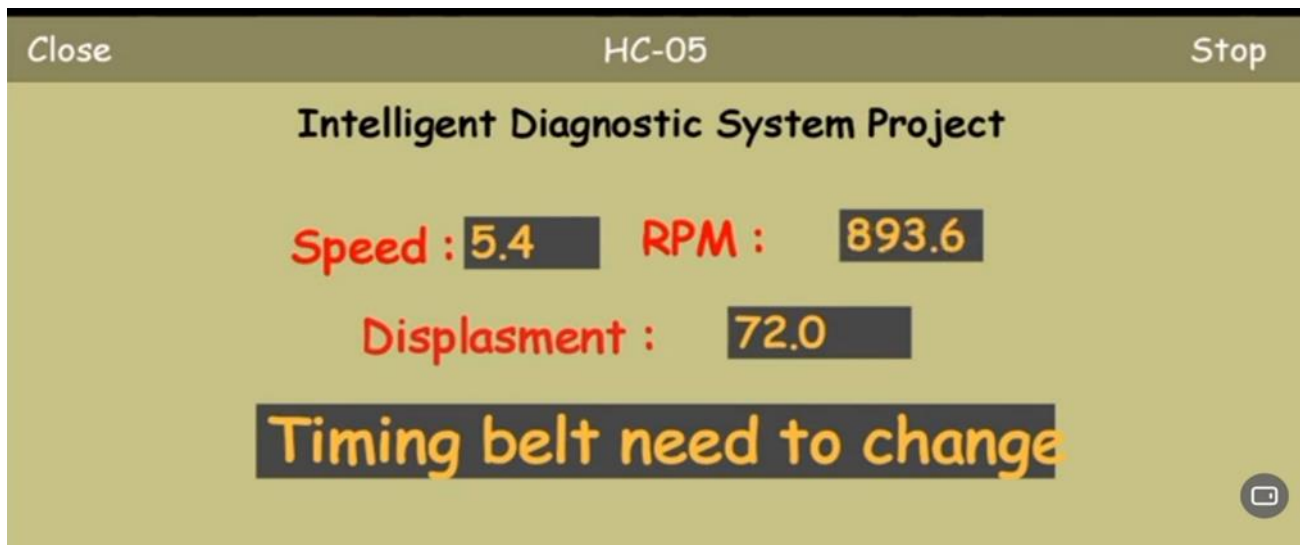 Close HC-05 Stop
Intelligent Diagnostic System Project
Speed : 5.4 RPM : 893.6
Displasment : 72.0
Timing belt need to change